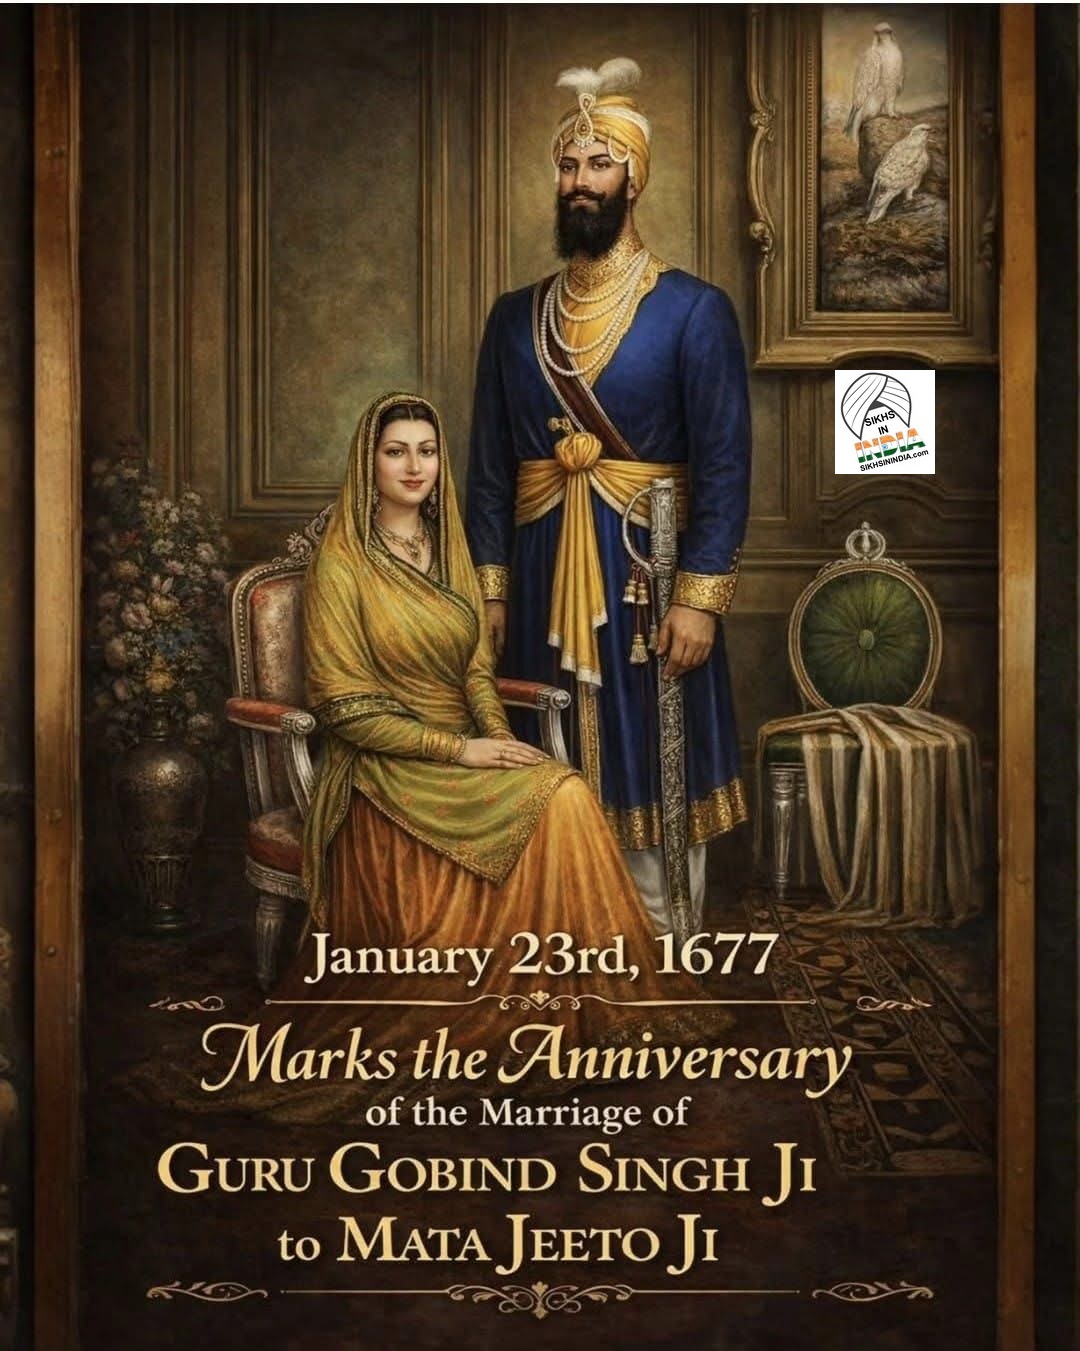 SIKHS
IN
INDIA
SIKHSININDIA.com
January 23rd, 1677
Marks the Anniversary
of the Marriage of
GURU GOBIND SINGH JI
to MATA JEETO JI